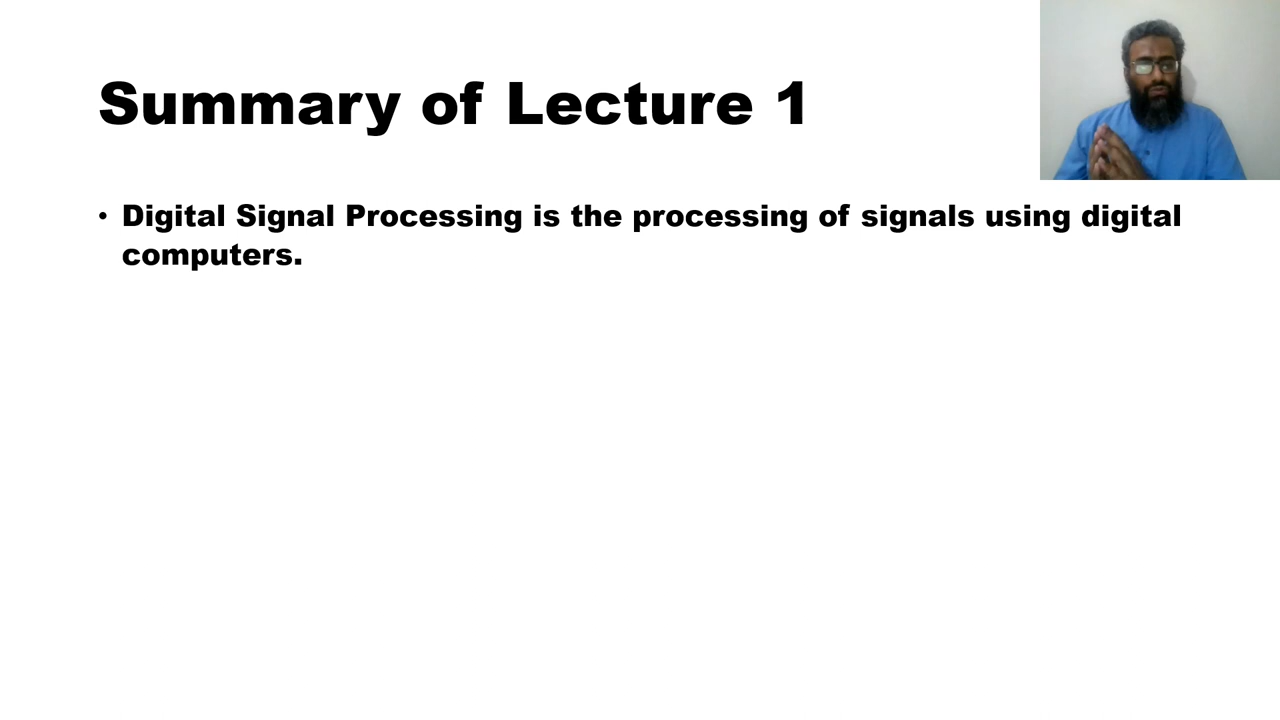 Summary of Lecture 1
• Digital Signal Processing is the processing of signals using digital
computers.